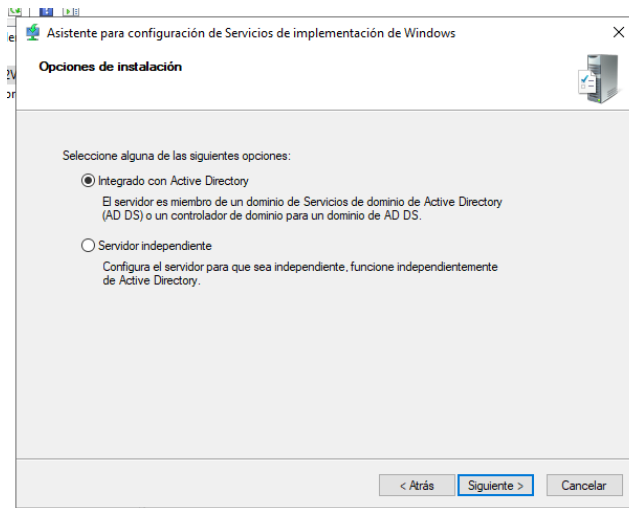 Asistente para configuración de Servicios de implementación de Windows
Opciones de instalación
Seleccione alguna de las siguientes opciones:
Integrado con Active Directory
El servidor es miembro de un dominio de Servicios de dominio de Active Directory
(AD DS) o un controlador de dominio para un dominio de AD DS.
Servidor independiente
Configura el servidor para que sea independiente, funcione independientemente
de Active Directory.
< Atrás
Siguiente >
Cancelar